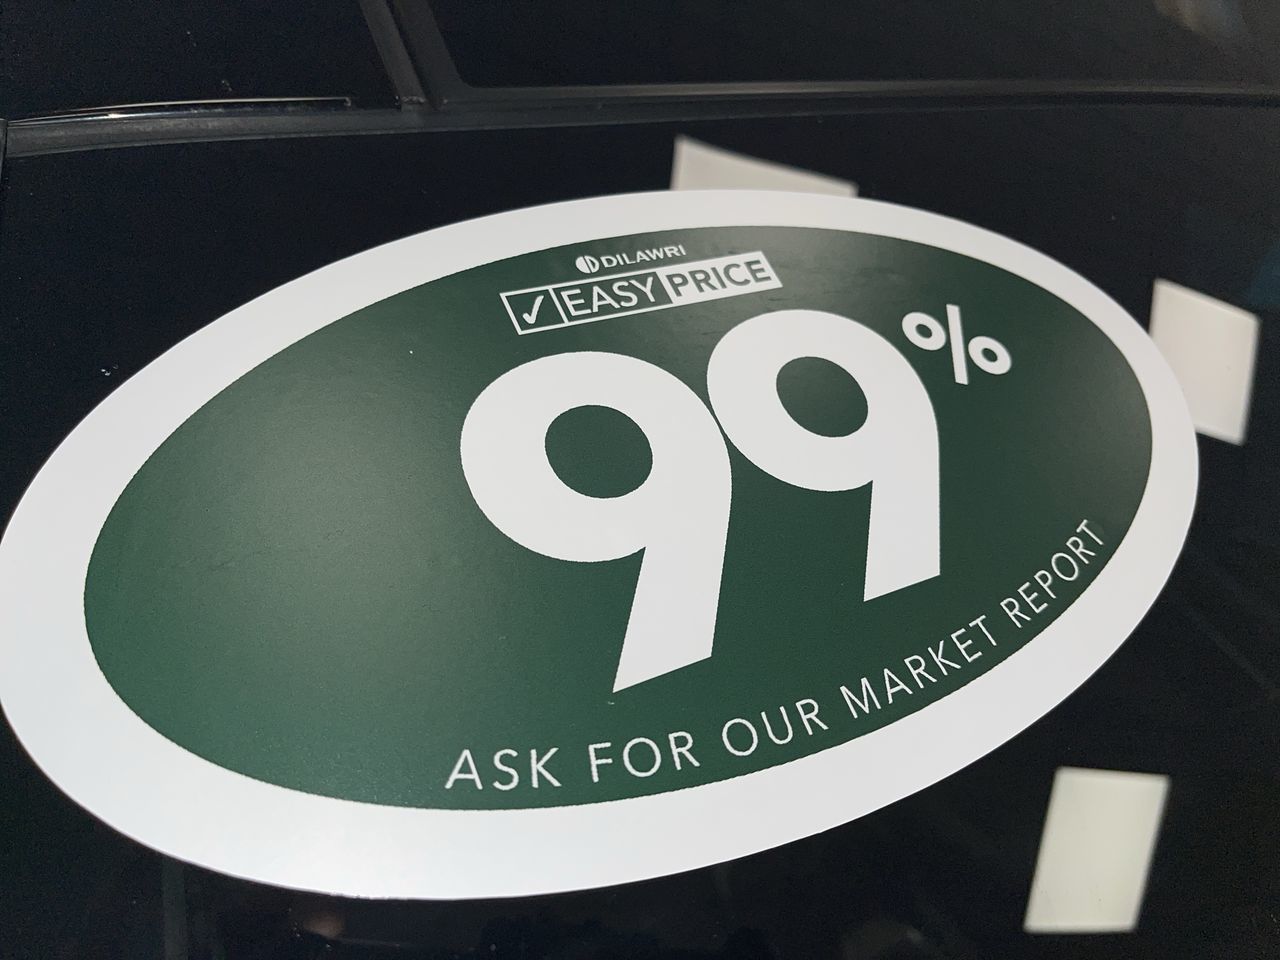 DILAWRI
✓ EASY PRICE
99%
ASK FOR OUR MARKET REPORT